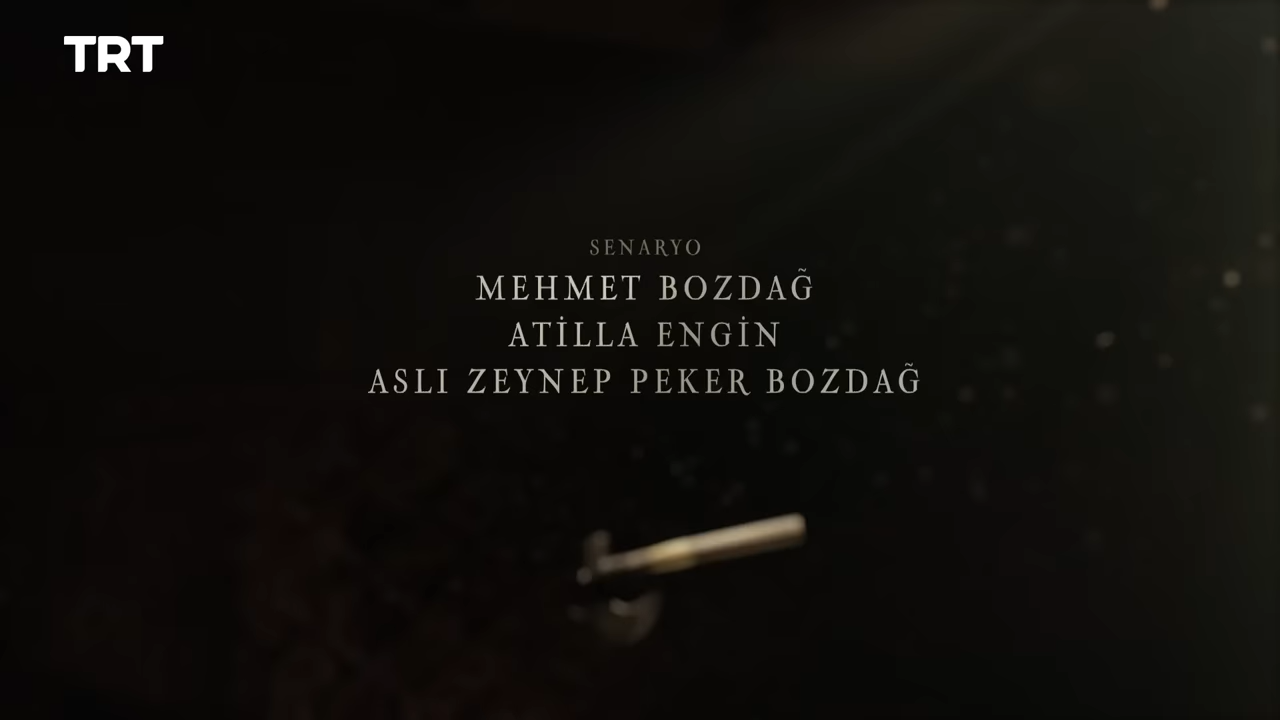 TRT
SENARYO
MEHMET BOZDAĞ
ATİLLA ENGİN
ASLI ZEYNEP PEKER BOZDAĞ